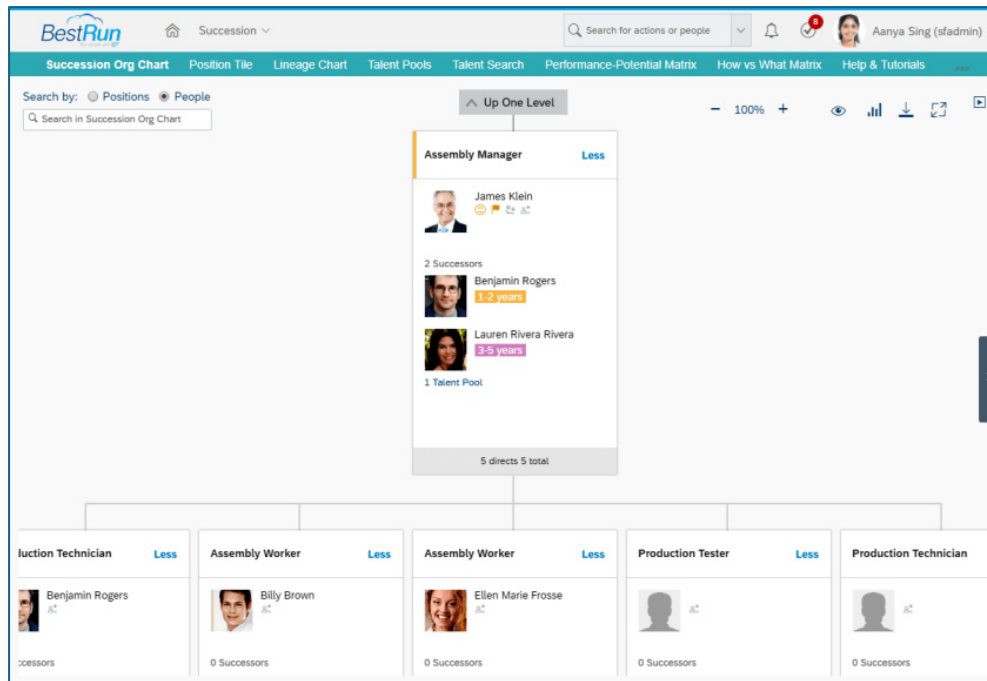 BestRun
Succession
Search for actions or people
8
Aanya Sing (sfadmin)
Succession Org Chart
Position Tile
Lineage Chart
Talent Pools
Talent Search
Performance-Potential Matrix
How vs What Matrix
Help & Tutorials
...
Search by: Positions People
Search in Succession Org Chart
Up One Level
- 100% +
Assembly Manager
Less
James Klein
2 Successors
Benjamin Rogers
1-2 years
Lauren Rivera Rivera
3-5 years
1 Talent Pool
5 directs 5 total
uction Technician
Less
Benjamin Rogers
ccessors
Assembly Worker
Less
Billy Brown
0 Successors
Assembly Worker
Less
Ellen Marie Frosse
0 Successors
Production Tester
Less
0 Successors
Production Technician
0 Successors